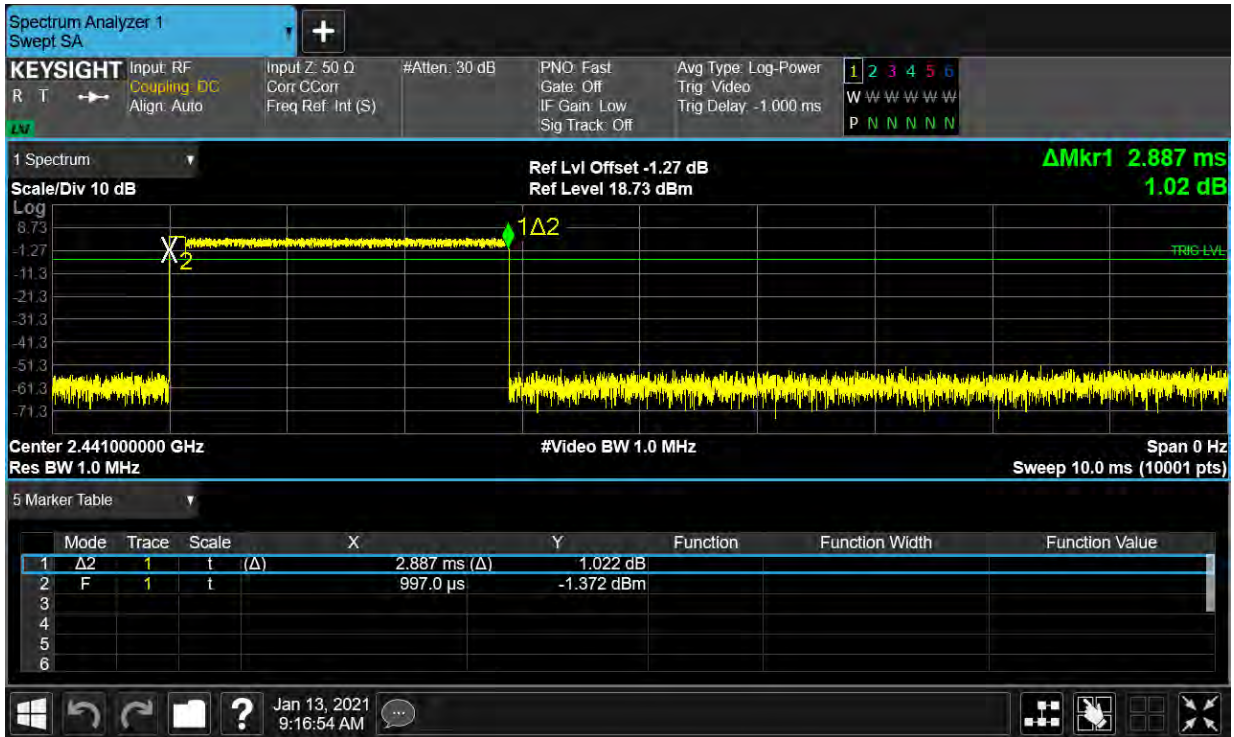 Spectrum Analyzer 1
Swept SA
+
KEYSIGHT Input: RF Input Z: 50 Ω #Atten: 30 dB PNO: Fast Avg Type: Log-Power 1 2 3 4 5 6
R T Coupling: DC Corr CCorr Gate: Off Trig: Video W W W W W W
Align: Auto Freq Ref: Int (S) IF Gain: Low Trig Delay: -1.000 ms
Sig Track: Off P N N N N N
LXI
1 Spectrum
Ref Lvl Offset -1.27 dB ΔMkr1 2.887 ms
Scale/Div 10 dB Ref Level 18.73 dBm 1.02 dB
Log
8.73
1Δ2
-1.27
X2
TRIG LVL
-11.3
-21.3
-31.3
-41.3
-51.3
-61.3
-71.3
Center 2.441000000 GHz #Video BW 1.0 MHz Span 0 Hz
Res BW 1.0 MHz Sweep 10.0 ms (10001 pts)
5 Marker Table
Mode Trace Scale X Y Function Function Width Function Value
1 Δ2 1 t (Δ) 2.887 ms (Δ) 1.022 dB
2 F 1 t 997.0 µs -1.372 dBm
3
4
5
6
?
Jan 13, 2021
9:16:54 AM